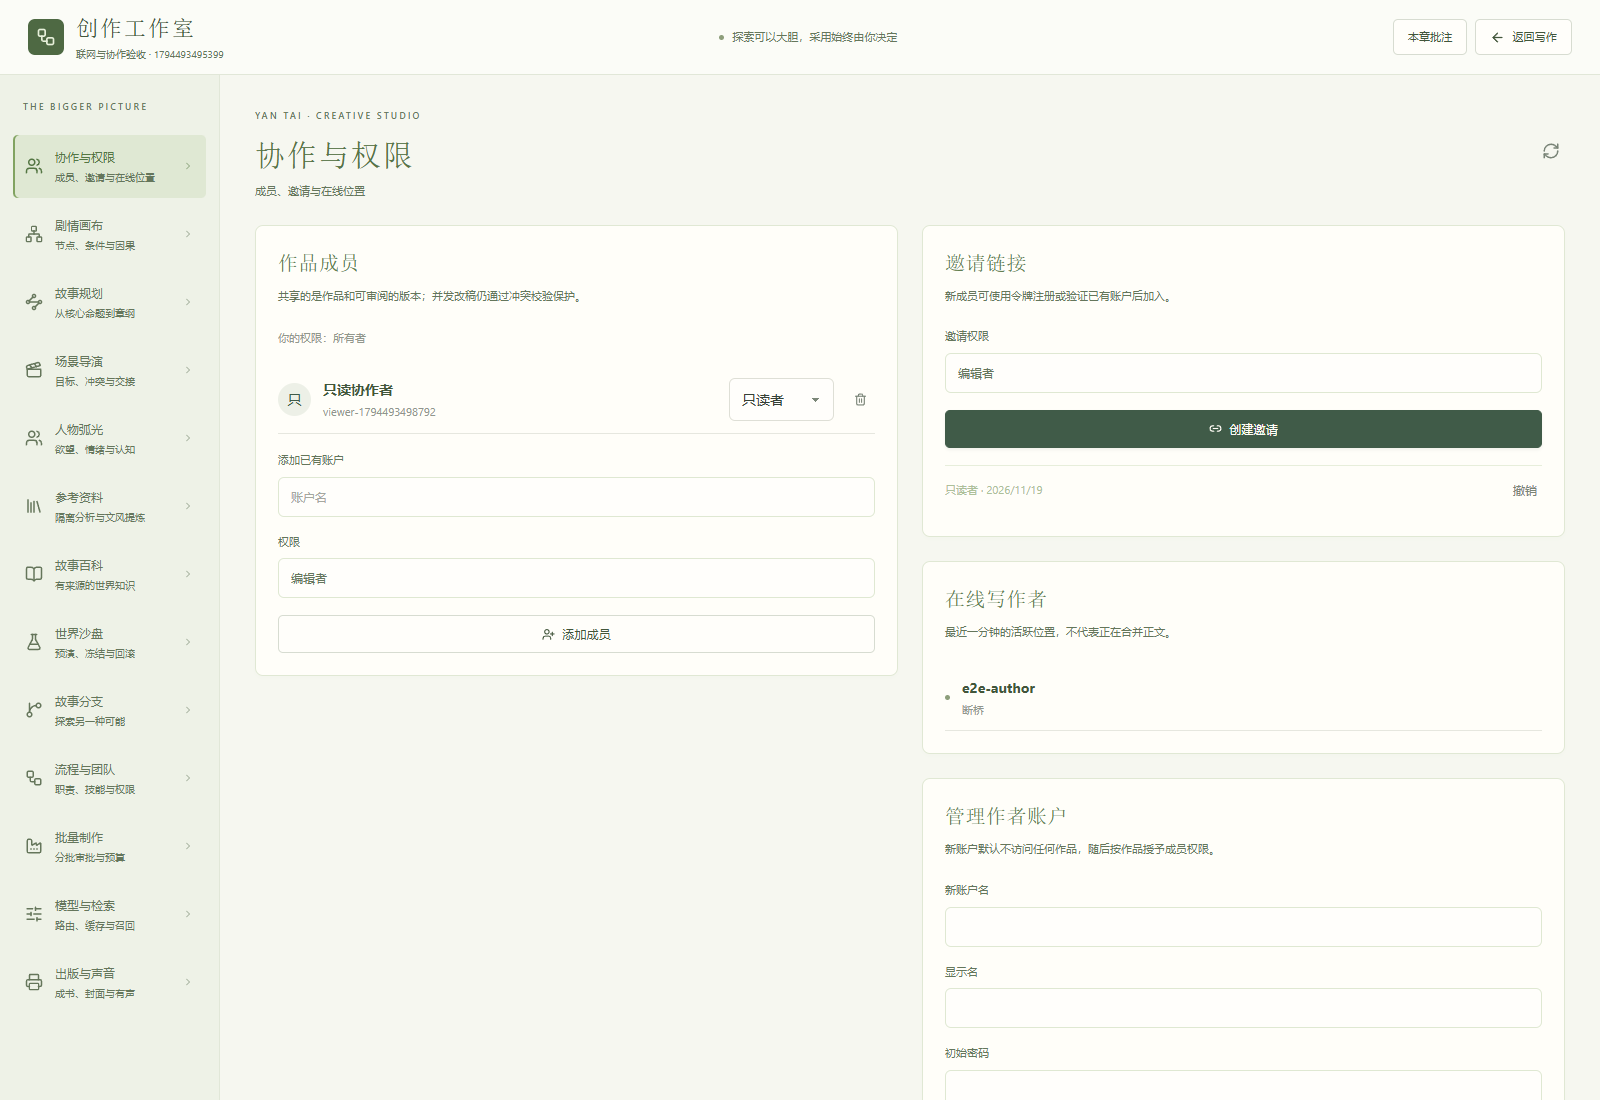 创作工作室
联网与协作验收 · 1794493495399
探索可以大胆，采用始终由你决定
本章批注
返回写作
THE BIGGER PICTURE
协作与权限
成员、邀请与在线位置
剧情画布
节点、条件与因果
故事规划
从核心命题到章纲
场景导演
目标、冲突与交接
人物弧光
欲望、情绪与认知
参考资料
隔离分析与文风提炼
故事百科
有来源的世界知识
世界沙盘
预演、冻结与回滚
故事分支
探索另一种可能
流程与团队
职责、技能与权限
批量制作
分批审批与预算
模型与检索
路由、缓存与召回
出版与声音
成书、封面与有声
YAN TAI · CREATIVE STUDIO
协作与权限
成员、邀请与在线位置
作品成员
共享的是作品和可审阅的版本；并发改稿仍通过冲突校验保护。
你的权限：所有者
只
只读协作者
viewer-1794493498792
只读者
添加已有账户
账户名
权限
编辑者
添加成员
邀请链接
新成员可使用令牌注册或验证已有账户后加入。
邀请权限
编辑者
创建邀请
只读者 · 2026/11/19
撤销
在线写作者
最近一分钟的活跃位置，不代表正在合并正文。
e2e-author
断桥
管理作者账户
新账户默认不访问任何作品，随后按作品授予成员权限。
新账户名
显示名
初始密码